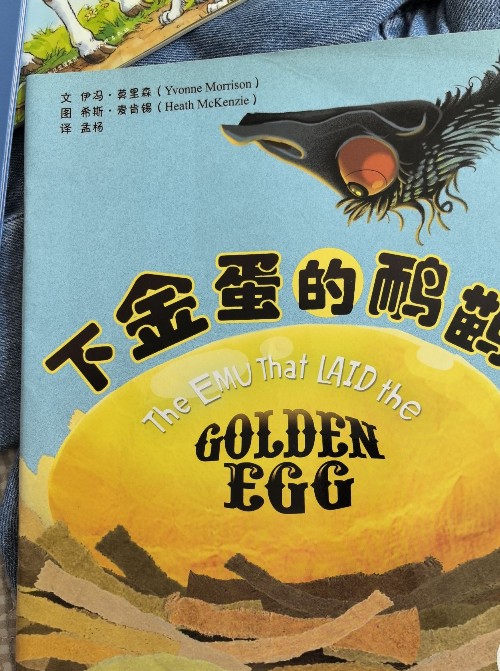 文 伊冯·莫里森（Yvonne Morrison）
图 希斯·麦肯锡（Heath McKenzie）
译 孟杨
下金蛋的鸸鹋
The EMU That LAID the
GOLDEN
EGG